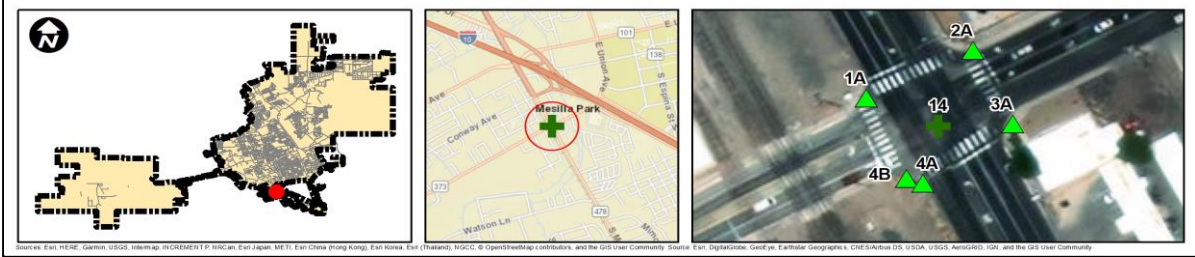 N
10
101
138
E Union Ave
S Espina St
Mesilla Park
Conway Ave
Ave
373
478
Watson Ln
2A
1A
14
3A
4B
4A
Sources: Esri, HERE, Garmin, USGS, Intermap, INCREMENT P, NRCan, Esri Japan, METI, Esri China (Hong Kong), Esri Korea, Esri (Thailand), NGCC, © OpenStreetMap contributors, and the GIS User Community Source: Esri, DigitalGlobe, GeoEye, Earthstar Geographics, CNES/Airbus DS, USDA, USGS, AeroGRID, IGN, and the GIS User Community